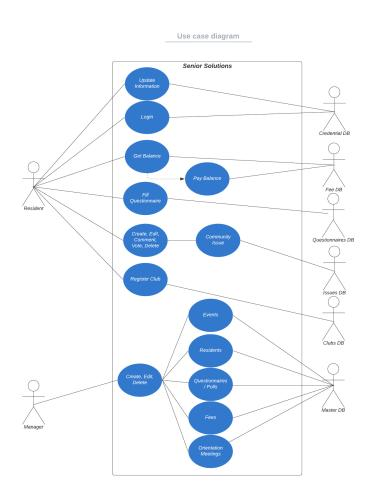 Use case diagram
Senior Solutions
Update
Information
Login
Credential DB
Get Balance
Pay Balance
Fee DB
Resident
Fill
Questionnaire
Questionnaires DB
Create, Edit,
Comment,
Vote, Delete
Community
Issue
Issues DB
Register Club
Clubs DB
Events
Residents
Create, Edit,
Delete
Questionnaires
/ Polls
Master DB
Fees
Manager
Orientation
Meetings